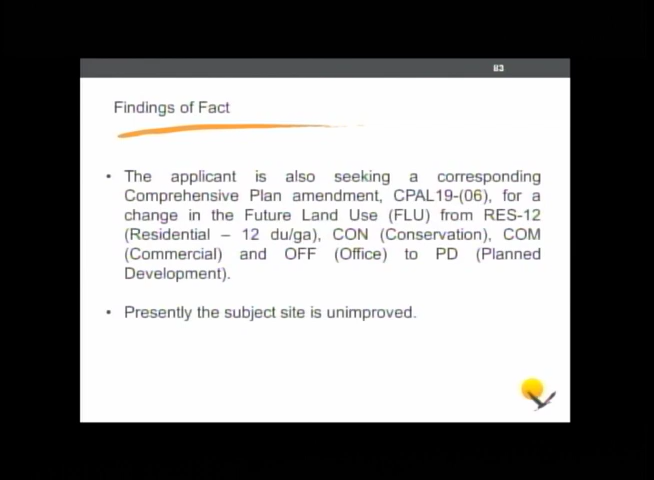 83
Findings of Fact
• The applicant is also seeking a corresponding
Comprehensive Plan amendment, CPAL19-(06), for a
change in the Future Land Use (FLU) from RES-12
(Residential – 12 du/ga), CON (Conservation), COM
(Commercial) and OFF (Office) to PD (Planned
Development).
• Presently the subject site is unimproved.